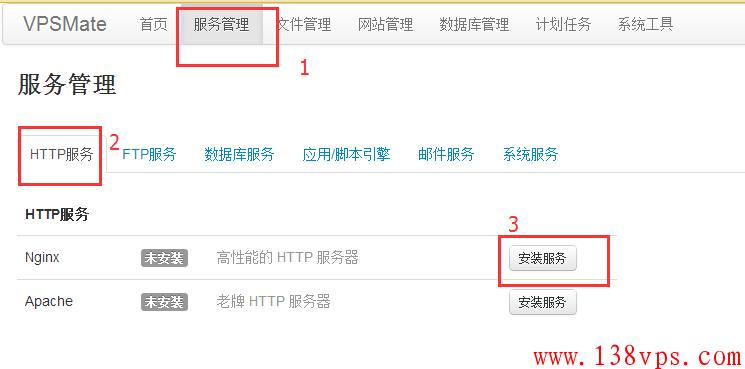 VPSMate 首页 服务管理 文件管理 网站管理 数据库管理 计划任务 系统工具
1
服务管理
2
HTTP服务 FTP服务 数据库服务 应用/脚本引擎 邮件服务 系统服务
HTTP服务
3
Nginx 未安装 高性能的 HTTP 服务器 安装服务
Apache 未安装 老牌 HTTP 服务器 安装服务
www.138vps.com